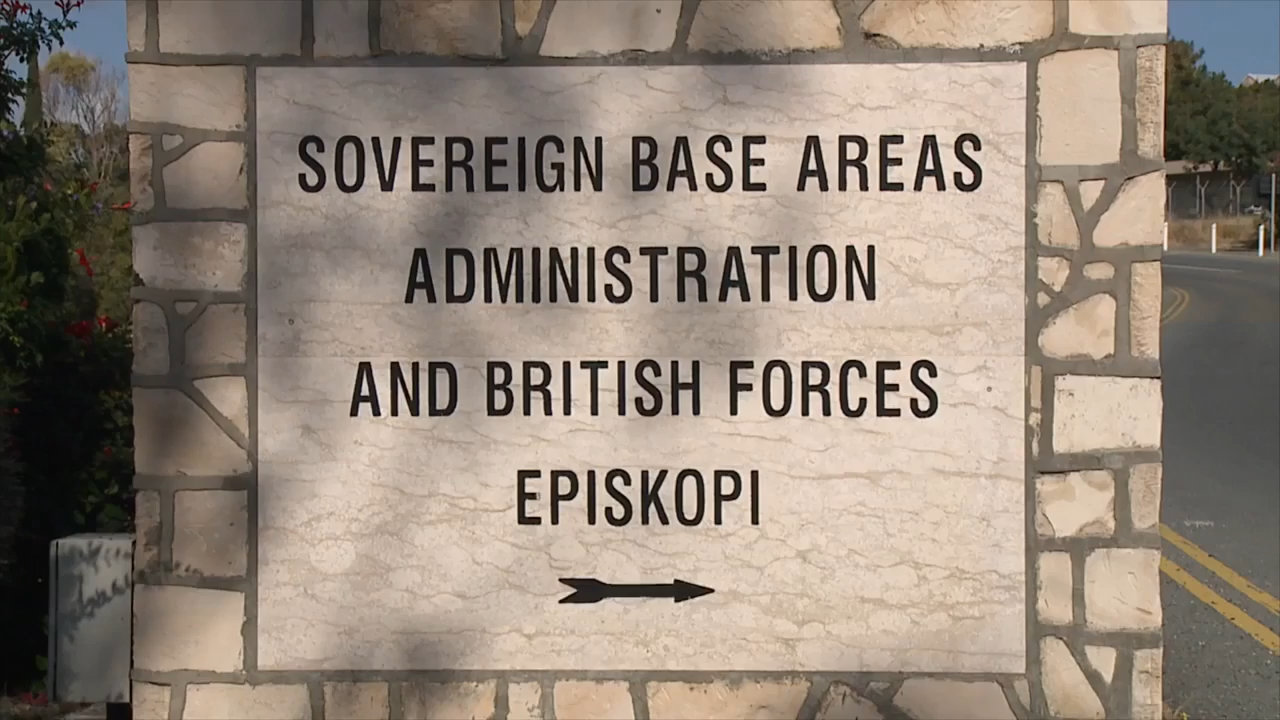 SOVEREIGN BASE AREAS
ADMINISTRATION
AND BRITISH FORCES
EPISKOPI